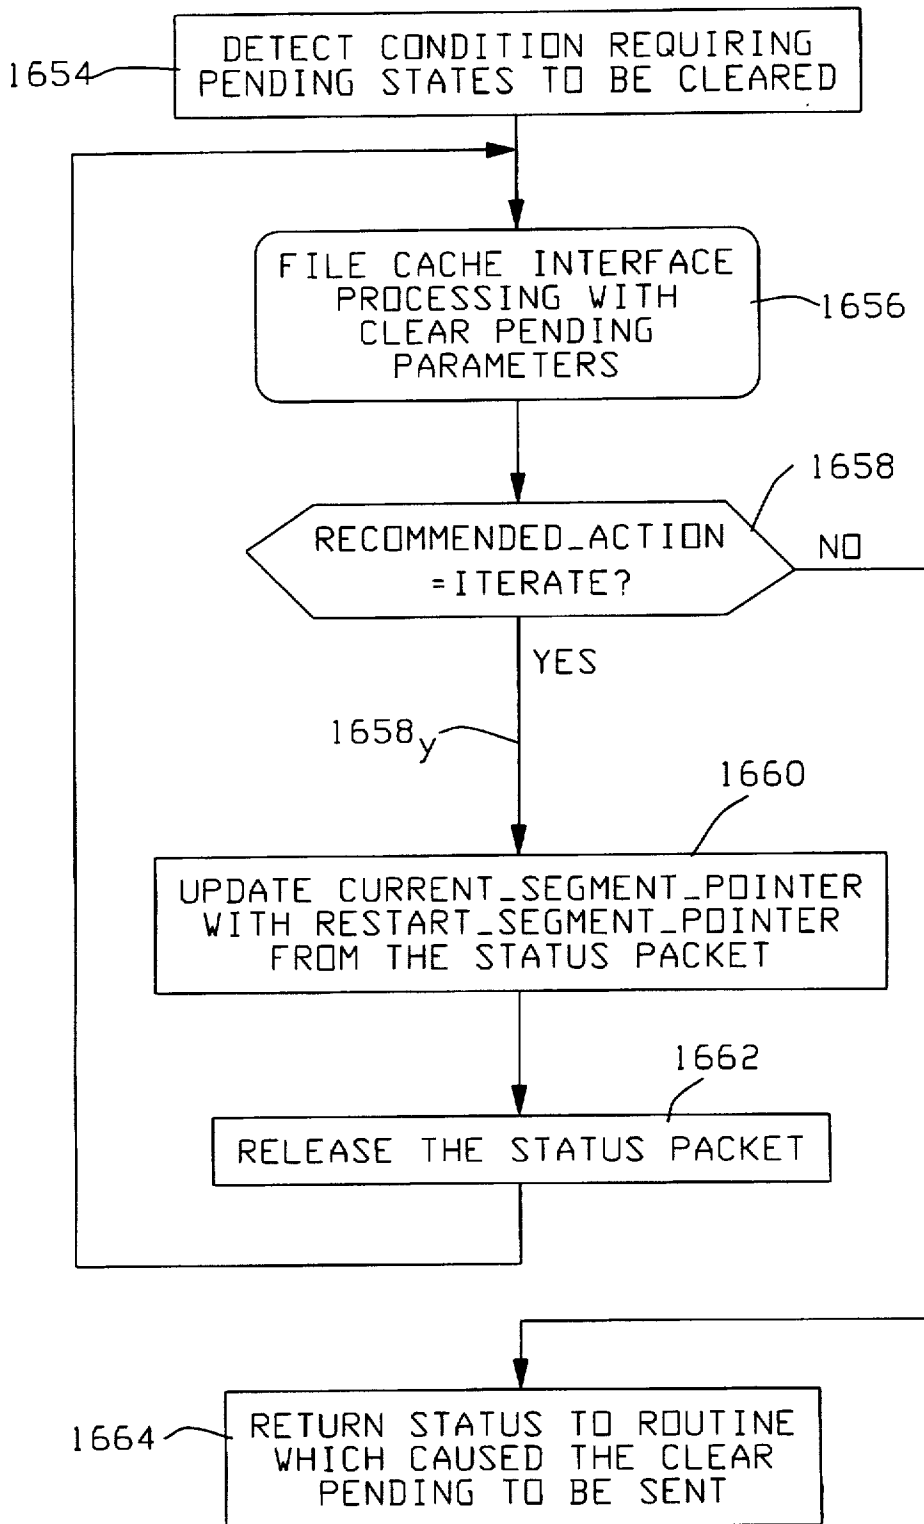 DETECT CONDITION REQUIRING
PENDING STATES TO BE CLEARED
1654
FILE CACHE INTERFACE
PROCESSING WITH
CLEAR PENDING
PARAMETERS
1656
1658
RECOMMENDED_ACTION
=ITERATE?
NO
YES
1658y
1660
UPDATE CURRENT_SEGMENT_POINTER
WITH RESTART_SEGMENT_POINTER
FROM THE STATUS PACKET
1662
RELEASE THE STATUS PACKET
1664
RETURN STATUS TO ROUTINE
WHICH CAUSED THE CLEAR
PENDING TO BE SENT